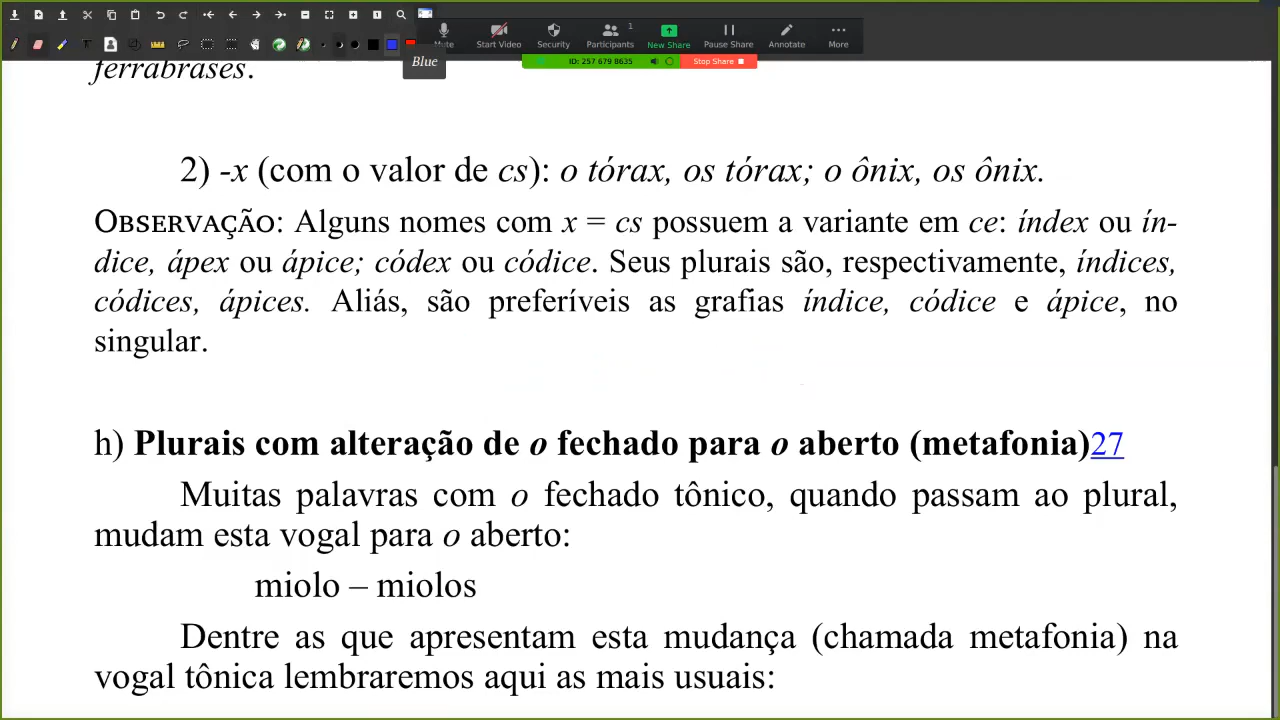 Mute
Start Video
Security
Participants
1
New Share
Pause Share
Annotate
More
Blue
ID: 257 679 8635
Stop Share
ferrabrases.
2) -x (com o valor de cs): o tórax, os tórax; o ônix, os ônix.
OBSERVAÇÃO: Alguns nomes com x = cs possuem a variante em ce: índex ou ín-
dice, ápex ou ápice; códex ou códice. Seus plurais são, respectivamente, índices,
códices, ápices. Aliás, são preferíveis as grafias índice, códice e ápice, no
singular.
h) Plurais com alteração de o fechado para o aberto (metafonia)27
Muitas palavras com o fechado tônico, quando passam ao plural,
mudam esta vogal para o aberto:
miolo – miolos
Dentre as que apresentam esta mudança (chamada metafonia) na
vogal tônica lembraremos aqui as mais usuais: